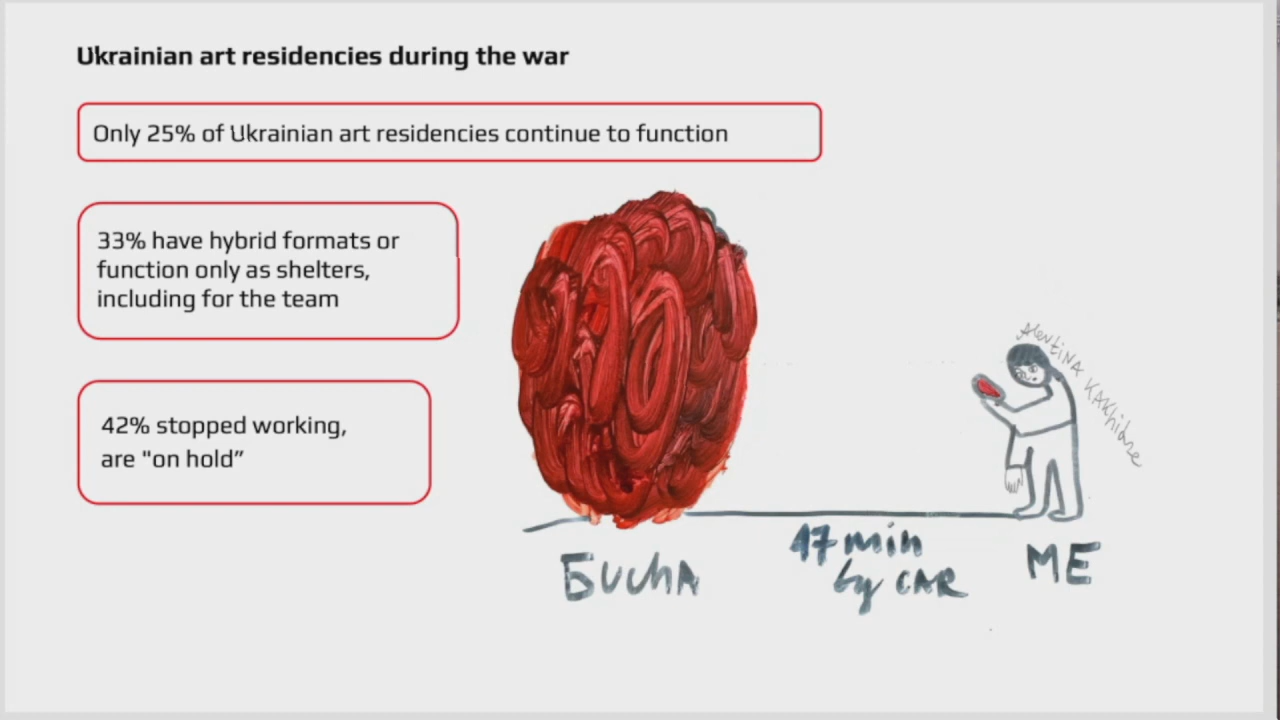 Ukrainian art residencies during the war
Only 25% of Ukrainian art residencies continue to function
33% have hybrid formats or
function only as shelters,
including for the team
42% stopped working,
are "on hold”
AlevtiNA KAKhidze
БUChA
47 min
by CAR
ME